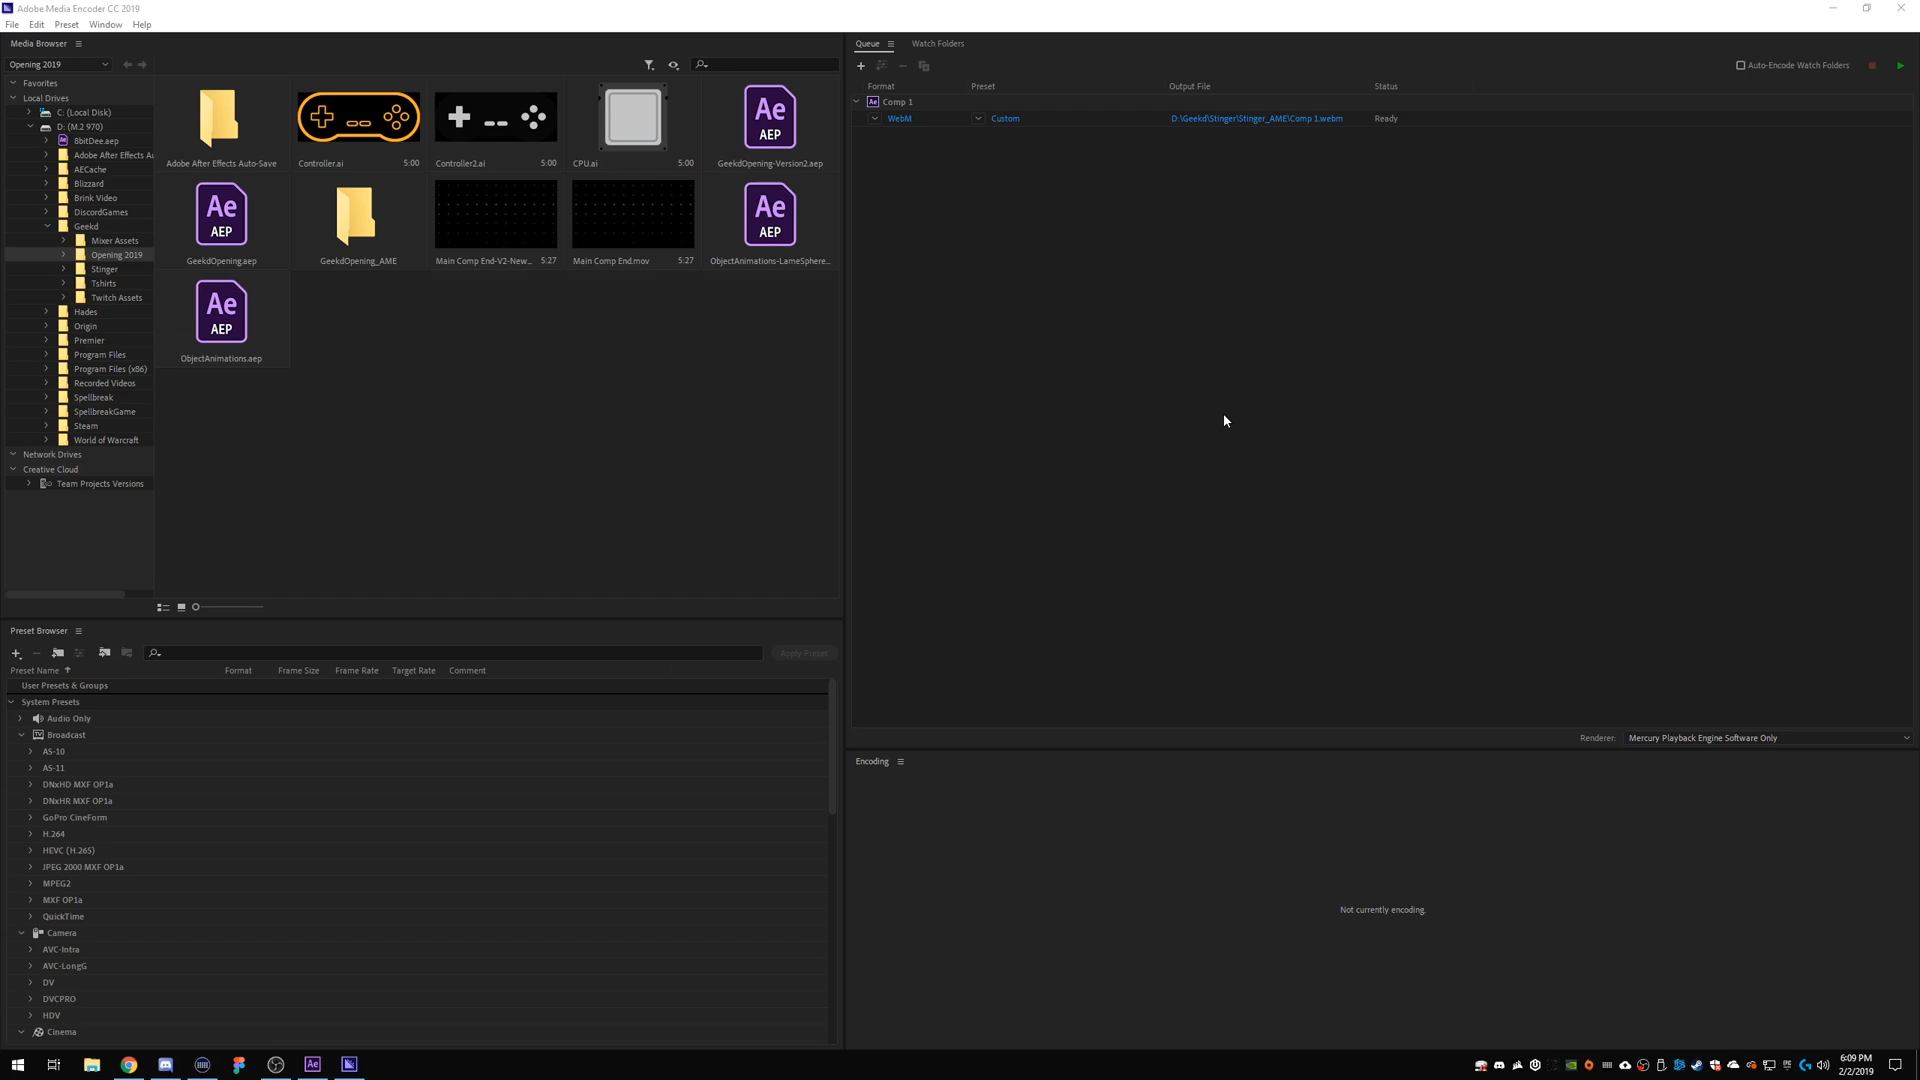 Adobe Media Encoder CC 2019
File Edit Preset Window Help
Media Browser
Opening 2019
Favorites
Local Drives
C: (Local Disk)
D: (M.2 970)
8bitDee.aep
Adobe After Effects Au
AECache
Blizzard
Brink Video
DiscordGames
Geekd
Mixer Assets
Opening 2019
Stinger
Tshirts
Twitch Assets
Hades
Origin
Premier
Program Files
Program Files (x86)
Recorded Videos
Spellbreak
SpellbreakGame
Steam
World of Warcraft
Network Drives
Creative Cloud
Team Projects Versions
Ae
AEP
Adobe After Effects Auto-Save
Controller.ai 5:00
Controller2.ai 5:00
CPU.ai 5:00
GeekdOpening-Version2.aep
Ae
AEP
Ae
AEP
GeekdOpening.aep
GeekdOpening_AME
Main Comp End-V2-New... 5:27
Main Comp End.mov 5:27
ObjectAnimations-LameSphere...
Ae
AEP
ObjectAnimations.aep
Queue Watch Folders
Auto-Encode Watch Folders
Format Preset Output File Status
Ae Comp 1
WebM Custom D:\Geekd\Stinger\Stinger_AME\Comp 1.webm Ready
Renderer: Mercury Playback Engine Software Only
Preset Browser
Apply Preset
Preset Name Format Frame Size Frame Rate Target Rate Comment
User Presets & Groups
System Presets
Audio Only
TV Broadcast
AS-10
AS-11
DNxHD MXF OP1a
DNxHR MXF OP1a
GoPro CineForm
H.264
HEVC (H.265)
JPEG 2000 MXF OP1a
MPEG2
MXF OP1a
QuickTime
Camera
AVC-Intra
AVC-LongG
DV
DVCPRO
HDV
Cinema
Encoding
Not currently encoding.
Ae
6:09 PM
2/2/2019